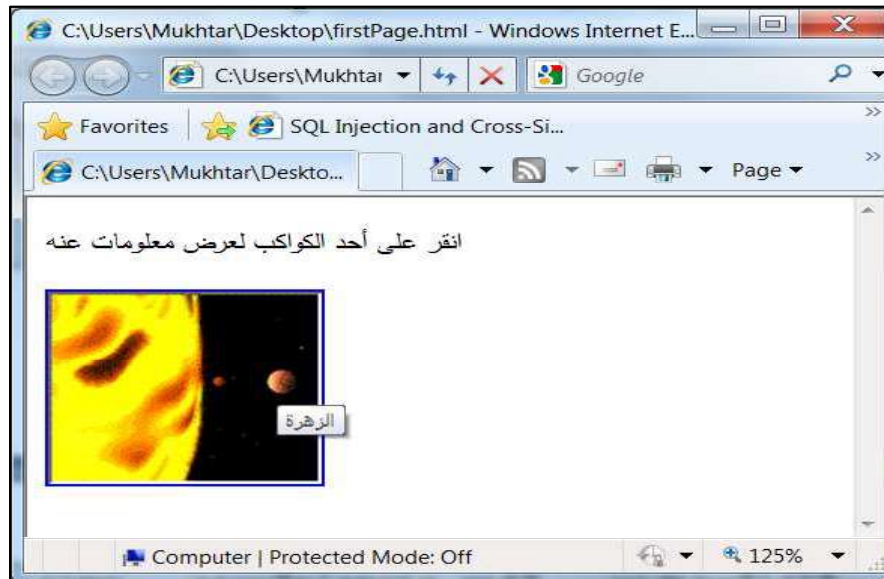 C:\Users\Mukhtar\Desktop\firstPage.html - Windows Internet E...
C:\Users\Mukhtar Google
Favorites SQL Injection and Cross-Si...
C:\Users\Mukhtar\Deskto... Page
انقر على أحد الكواكب لعرض معلومات عنه
الزهرة
Computer | Protected Mode: Off 125%